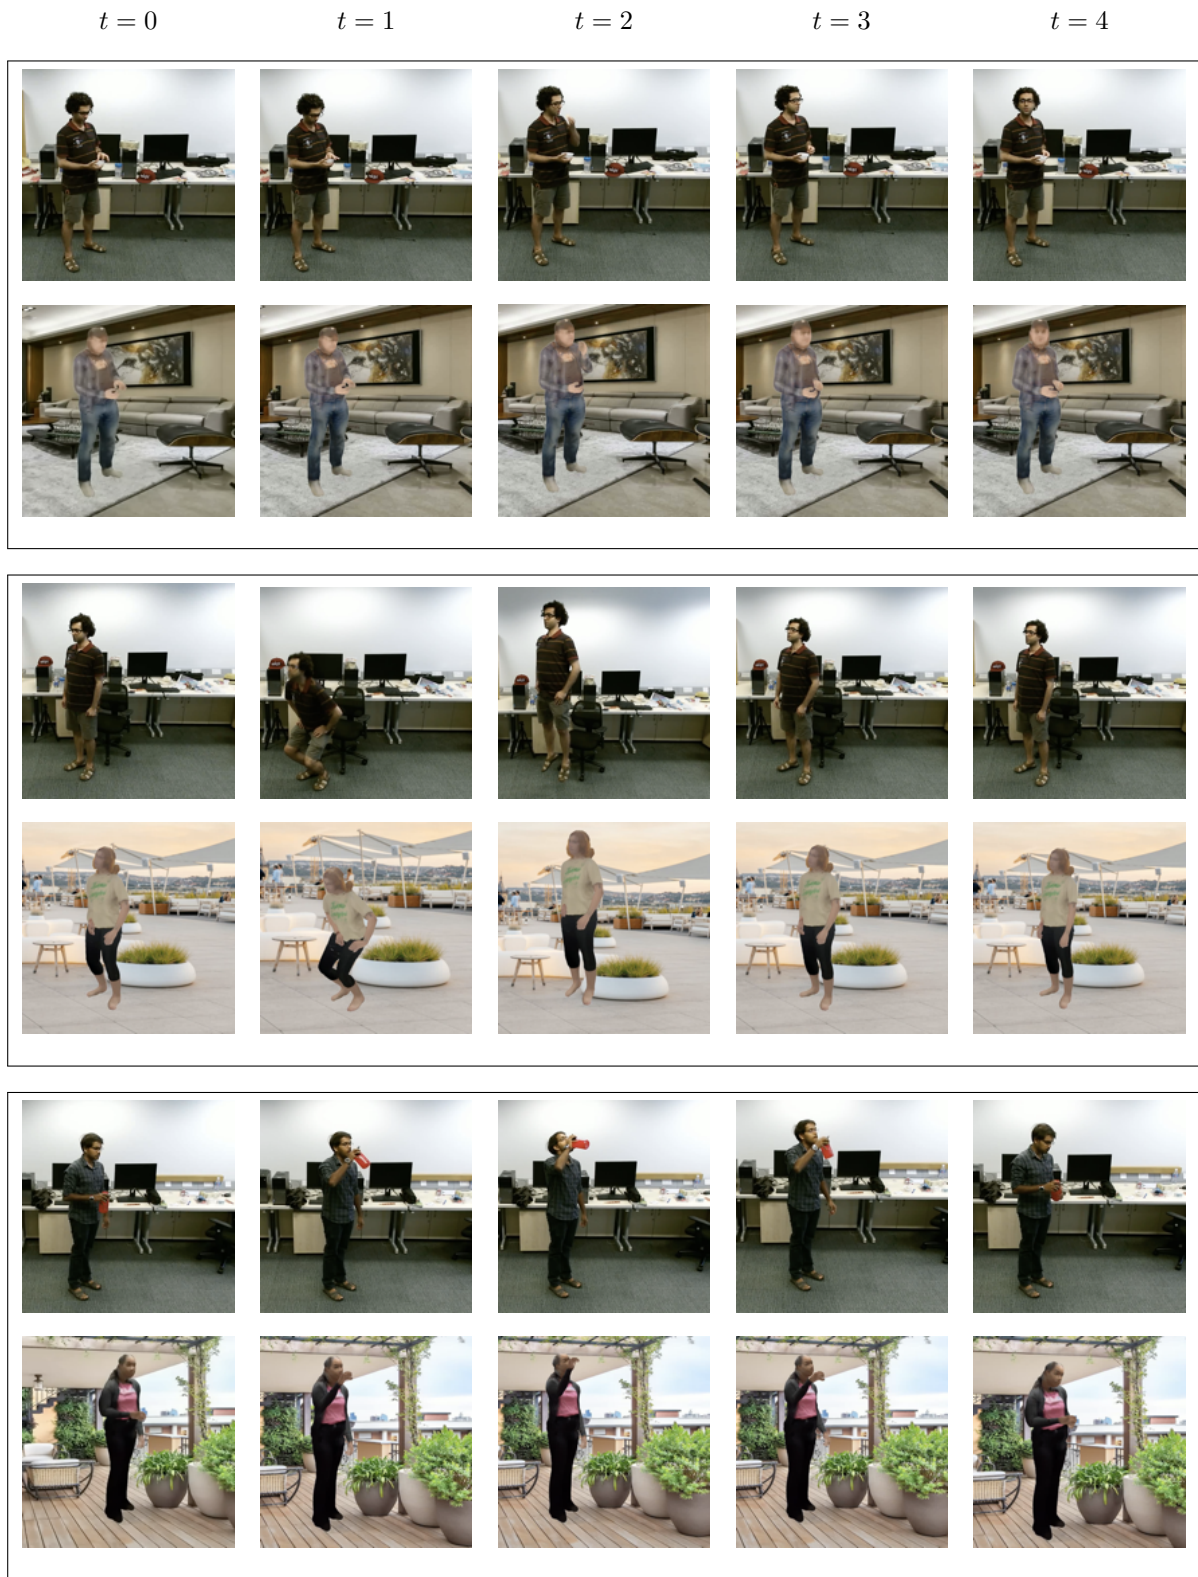 t = 0 t = 1 t = 2 t = 3 t = 4